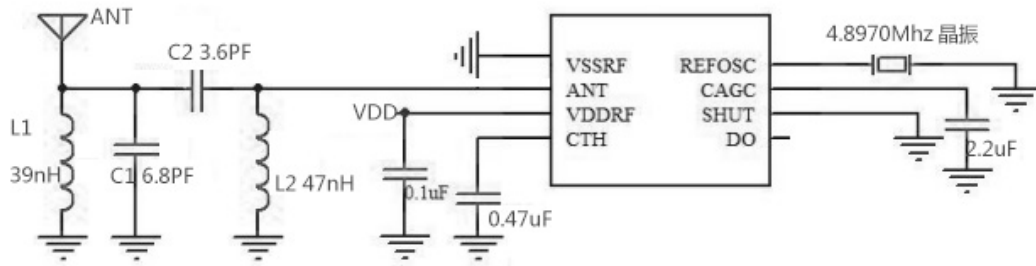 ANT
C2 3.6PF
4.8970Mhz 晶振
VSSRF
REFOSC
ANT
CAGC
L1
VDD
VDDRF
SHUT
CTH
DO
39nH
C1 6.8PF
L2 47nH
0.1uF
0.47uF
2.2uF